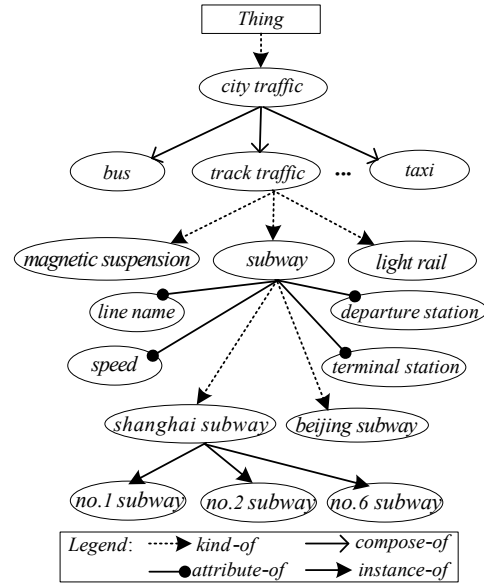 Thing
city traffic
bus
track traffic
...
taxi
magnetic suspension
subway
light rail
line name
departure station
speed
terminal station
shanghai subway
beijing subway
no.1 subway
no.2 subway
no.6 subway
Legend: kind-of compose-of
attribute-of instance-of